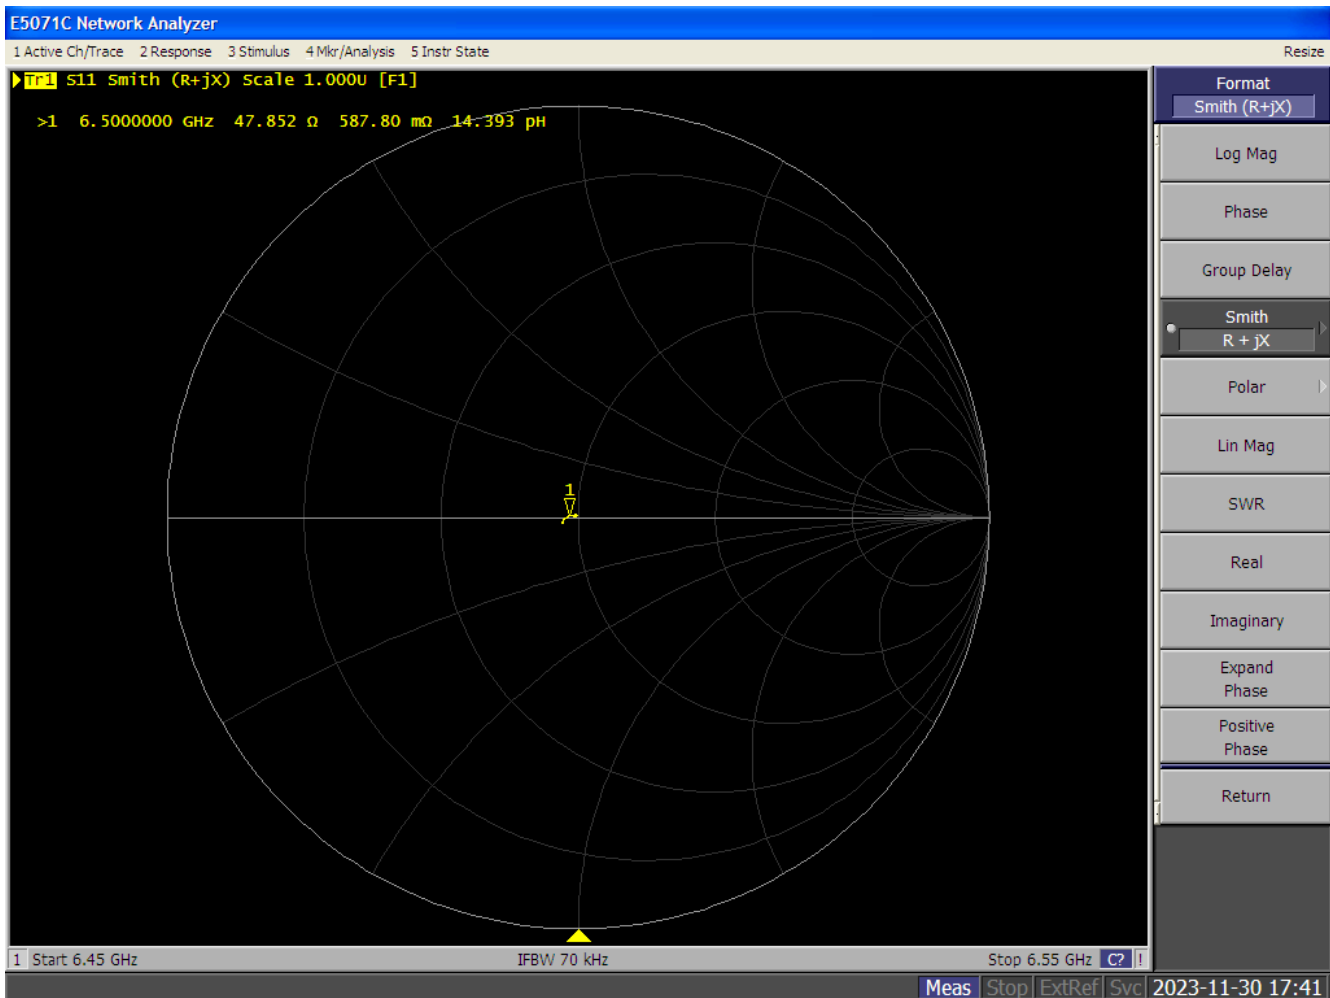 E5071C Network Analyzer
1 Active Ch/Trace 2 Response 3 Stimulus 4 Mkr/Analysis 5 Instr State Resize
Tr1 S11 Smith (R+jX) Scale 1.000U [F1]
>1 6.5000000 GHz 47.852 Ω 587.80 mΩ 14.393 pH
1
Format
Smith (R+jX)
Log Mag
Phase
Group Delay
Smith
R + jX
Polar
Lin Mag
SWR
Real
Imaginary
Expand
Phase
Positive
Phase
Return
1 Start 6.45 GHz IFBW 70 kHz Stop 6.55 GHz C? !
Meas Stop ExtRef Svc 2023-11-30 17:41